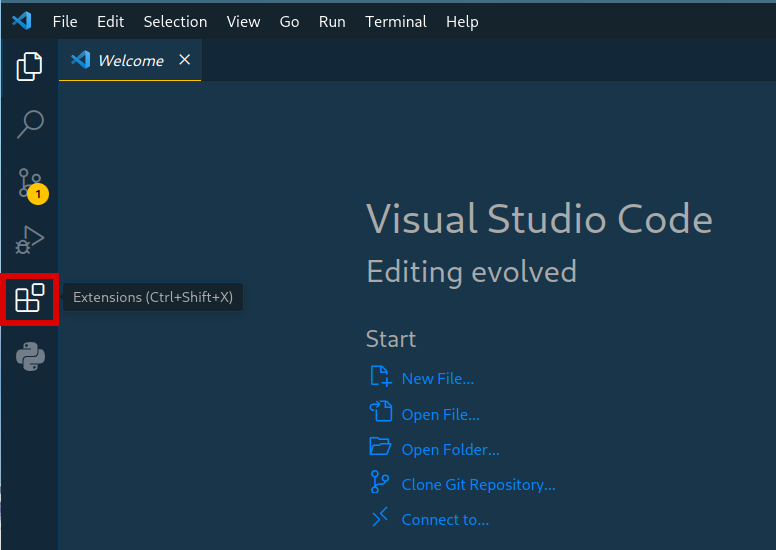 File Edit Selection View Go Run Terminal Help
Welcome
1
Extensions (Ctrl+Shift+X)
Visual Studio Code
Editing evolved
Start
New File...
Open File...
Open Folder...
Clone Git Repository...
Connect to...